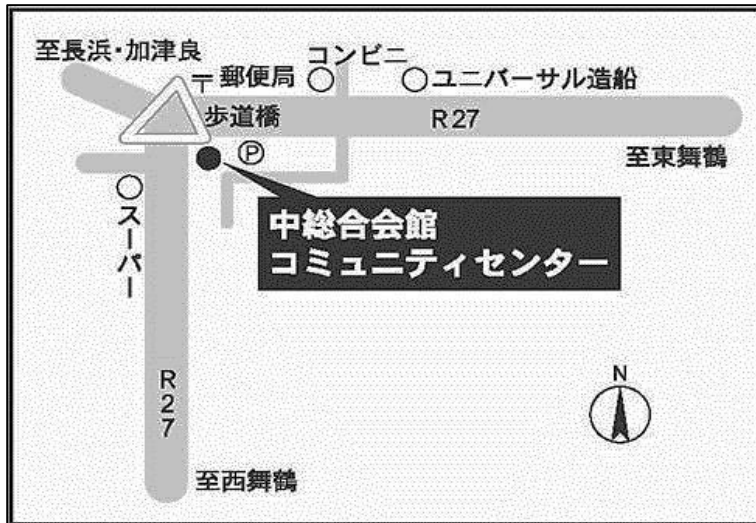 至長浜・加津良
〒郵便局
コンビニ
ユニバーサル造船
歩道橋
R27
至東舞鶴
P
スーパー
中総合会館
コミュニティセンター
R27
至西舞鶴
N